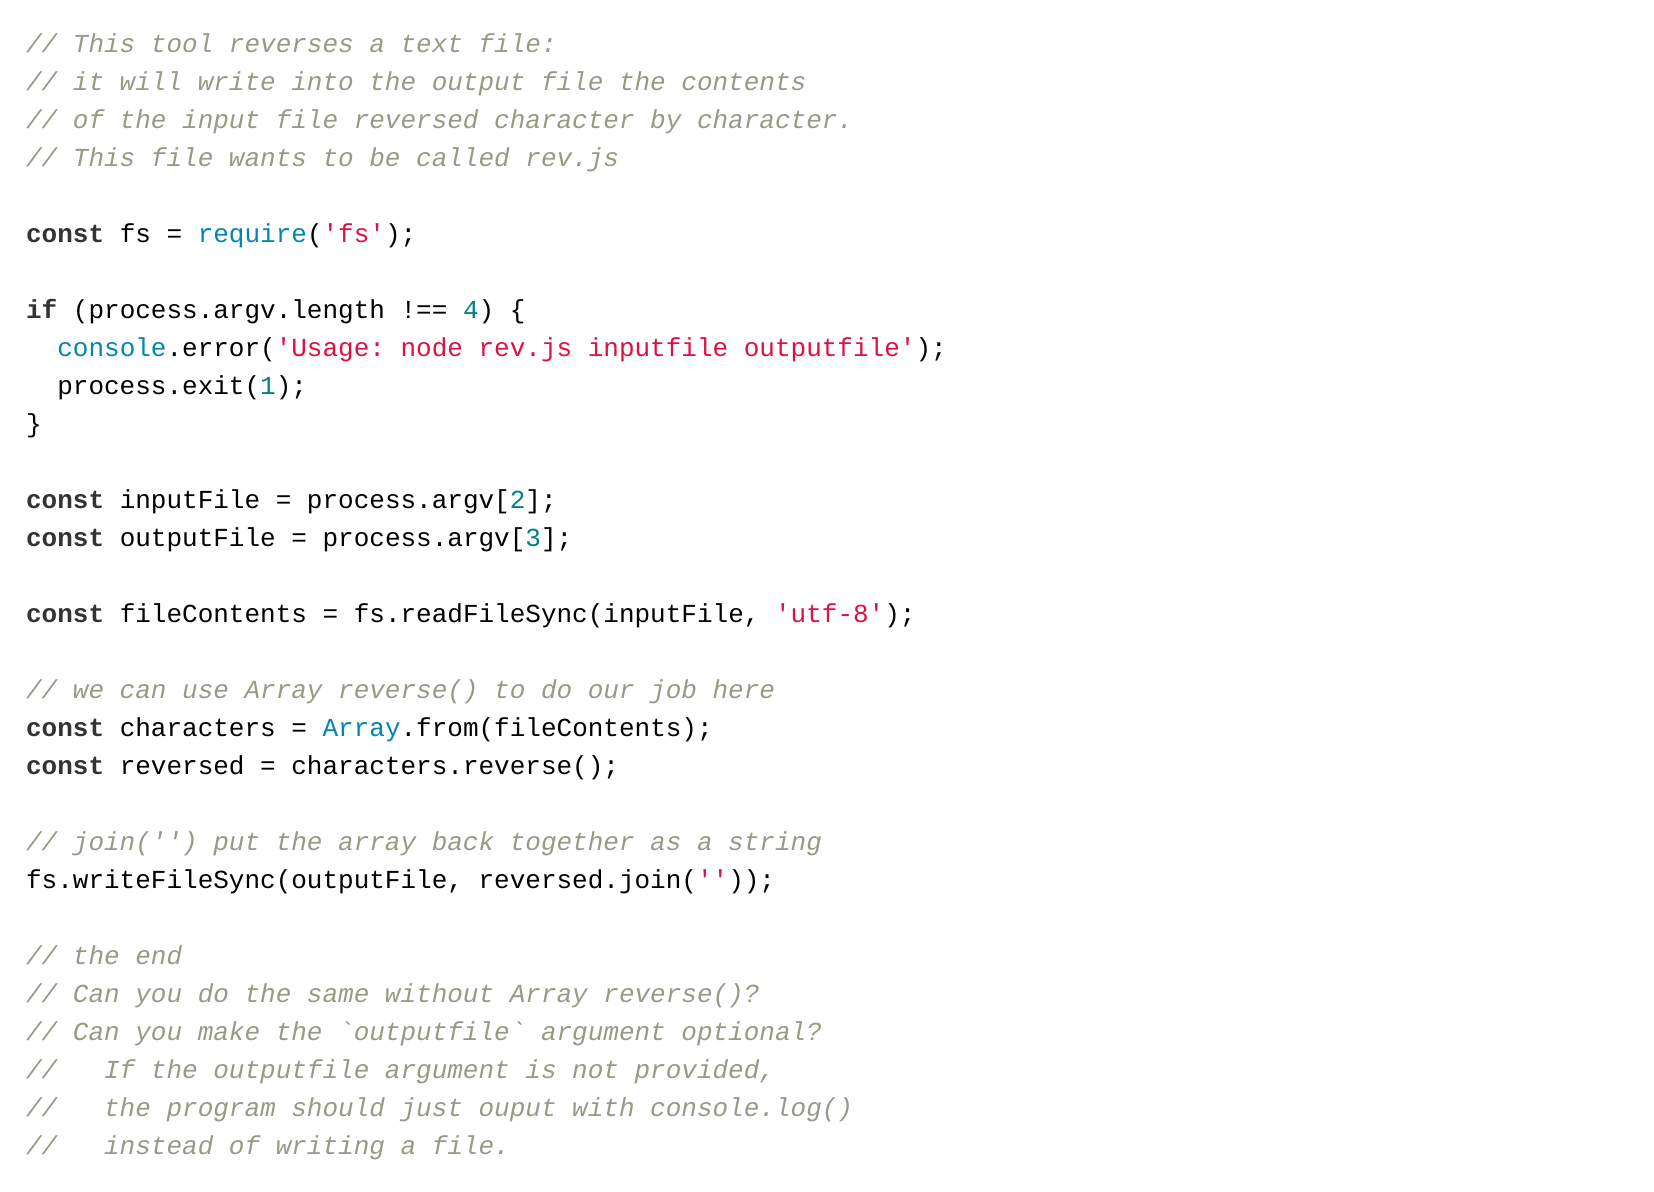 // This tool reverses a text file:
// it will write into the output file the contents
// of the input file reversed character by character.
// This file wants to be called rev.js

const fs = require('fs');

if (process.argv.length !== 4) {
  console.error('Usage: node rev.js inputfile outputfile');
  process.exit(1);
}

const inputFile = process.argv[2];
const outputFile = process.argv[3];

const fileContents = fs.readFileSync(inputFile, 'utf-8');

// we can use Array reverse() to do our job here
const characters = Array.from(fileContents);
const reversed = characters.reverse();

// join('') put the array back together as a string
fs.writeFileSync(outputFile, reversed.join(''));

// the end
// Can you do the same without Array reverse()?
// Can you make the `outputfile` argument optional?
//   If the outputfile argument is not provided,
//   the program should just ouput with console.log()
//   instead of writing a file.